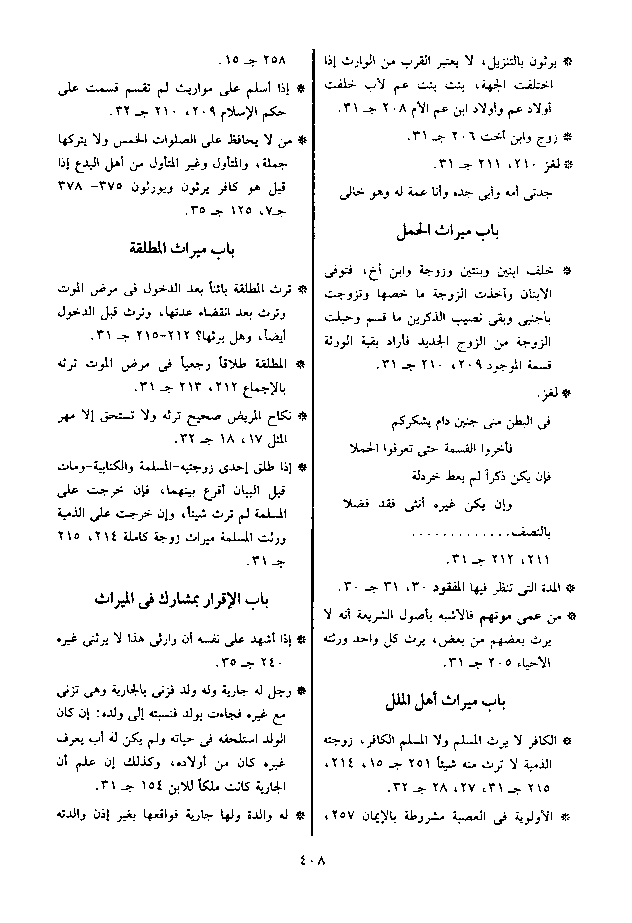 * يرثون بالتنزيل، لا يعتبر القرب من الوارث إذا
اختلفت الجهة، بنت بنت عم لأب خلفت
أولاد عم وأولاد ابن عم الأم ٢٠٨ جـ ٣١.
* زوج وابن أخت ٢٠٦ جـ ٣١.
* لغز ٢١٠، ٢١١ جـ ٣١.
جدتي أمه وأبي جده وأنا عمة له وهو خالي
باب ميراث الحمل
* خلف ابنين وبنتين وزوجة وابن أخ، فتوفى
الابنان وأخذت الزوجة ما خصها وتزوجت
بأجنبي وبقى نصيب الذكرين ما قسم وحبلت
الزوجة من الزوج الجديد فأراد بقية الورثة
قسمة الموجود ٢٠٩، ٢١٠ جـ ٣١.
* لغز.
فى البطن منى جنين دام يشكركم
فأخروا القسمة حتى تعرفوا الحملا
فإن يكن ذكراً لم يعط خردلة
وإن يكن غيره أنثى فقد فضلا
بالنصف............
٢١١، ٢١٢ جـ ٣١.
* المدة التى تنظر فيها المفقود ٣٠، ٣١ جـ ٣٠.
* من عمي موتهم فالأشبه بأصول الشريعة أنه لا
يرث بعضهم من بعض، يرث كل واحد ورثته
الأحياء ٢٠٥ جـ ٣١.
باب ميراث أهل الملل
* الكافر لا يرث المسلم ولا المسلم الكافر، زوجته
الذمية لا ترث منه شيئاً ٢٥١ جـ ١٥، ٢١٤،
٢١٥ جـ ٣١، ٢٧، ٢٨ جـ ٣٢.
* الأولوية فى العصبة مشروطة بالإيمان ٢٥٧،
٢٥٨ جـ ١٥.
* إذا أسلم على مواريث لم تقسم قسمت على
حكم الإسلام ٢٠٩، ٢١٠ جـ ٣٢.
* من لا يحافظ على الصلوات الخمس ولا يتركها
جملة، والمتأول وغير المتأول من أهل البدع إذا
قيل هو كافر يرثون ويورثون ٣٧٥- ٣٧٨
جـ٧، ١٢٥ جـ ٣٥.
باب ميراث المطلقة
* ترث المطلقة بائناً بعد الدخول فى مرض الموت
وترث بعد انقضاء عدتها، وترث قبل الدخول
أيضاً، وهل يرثها؟ ٢١٢-٢١٥ جـ ٣١.
* المطلقة طلاقاً رجعياً فى مرض الموت ترثه
بالإجماع ٢١٢، ٢١٣ جـ ٣١.
* نكاح المريض صحيح ترثه ولا تستحق إلا مهر
المثل ١٧، ١٨ جـ ٣٢.
* إذا طلق إحدى زوجتيه-المسلمة والكتابية-ومات
قبل البيان أقرع بينهما، فإن خرجت على
المسلمة لم ترث شيئاً، وإن خرجت على الذمية
ورثت المسلمة ميراث زوجة كاملة ٢١٤، ٢١٥
جـ ٣١.
باب الإقرار بمشارك فى الميراث
* إذا أشهد على نفسه أن وارثى هذا لا يرثنى غيره
٢٤٠ جـ ٣٥.
* رجل له جارية وله ولد فزنى بالجارية وهى تزنى
مع غيره فجاءت بولد فنسبته إلى ولده: إن كان
الولد استلحقه فى حياته ولم يكن له أب يعرف
غيره كان من أولاده، وكذلك إن علم أن
الجارية كانت ملكاً للابن ١٥٤ جـ ٣١.
* له والدة ولها جارية فواقعها بغير إذن والدته
٤٠٨